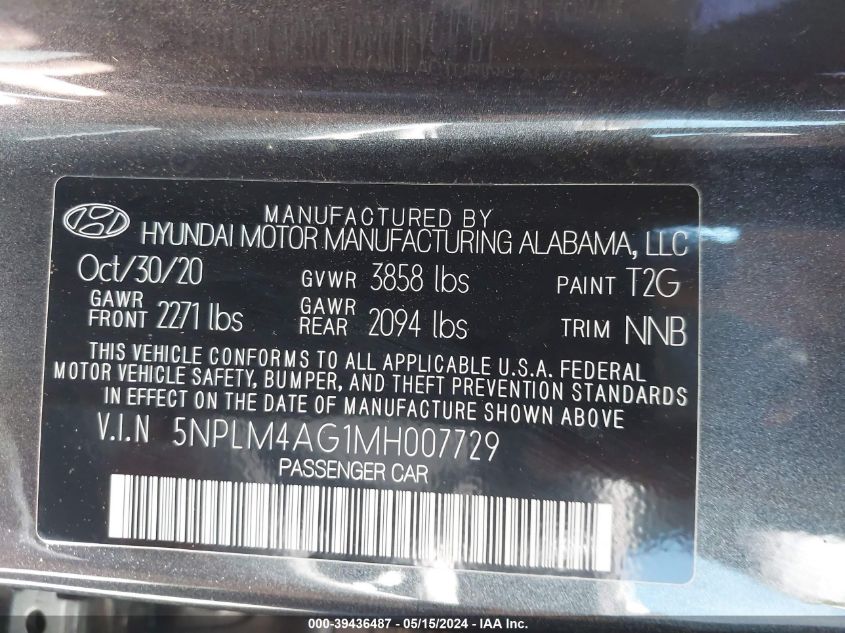 MANUFACTURED BY
HYUNDAI MOTOR MANUFACTURING ALABAMA, LLC
Oct/30/20 GVWR 3858 lbs PAINT T2G
GAWR FRONT 2271 lbs GAWR REAR 2094 lbs TRIM NNB
THIS VEHICLE CONFORMS TO ALL APPLICABLE U.S.A. FEDERAL
MOTOR VEHICLE SAFETY, BUMPER, AND THEFT PREVENTION STANDARDS
IN EFFECT ON THE DATE OF MANUFACTURE SHOWN ABOVE.
V.I.N 5NPLM4AG1MH007729
PASSENGER CAR
000-39436487 - 05/15/2024 - IAA Inc.